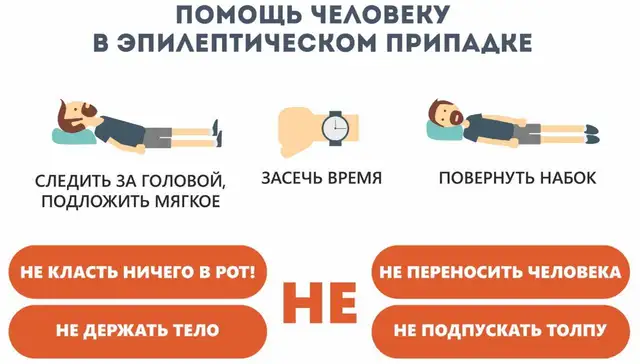 ПОМОЩЬ ЧЕЛОВЕКУ
В ЭПИЛЕПТИЧЕСКОМ ПРИПАДКЕ
СЛЕДИТЬ ЗА ГОЛОВОЙ,
ПОДЛОЖИТЬ МЯГКОЕ
ЗАСЕЧЬ ВРЕМЯ
ПОВЕРНУТЬ НАБОК
НЕ КЛАСТЬ НИЧЕГО В РОТ!
НЕ ДЕРЖАТЬ ТЕЛО
НЕ
НЕ ПЕРЕНОСИТЬ ЧЕЛОВЕКА
НЕ ПОДПУСКАТЬ ТОЛПУ